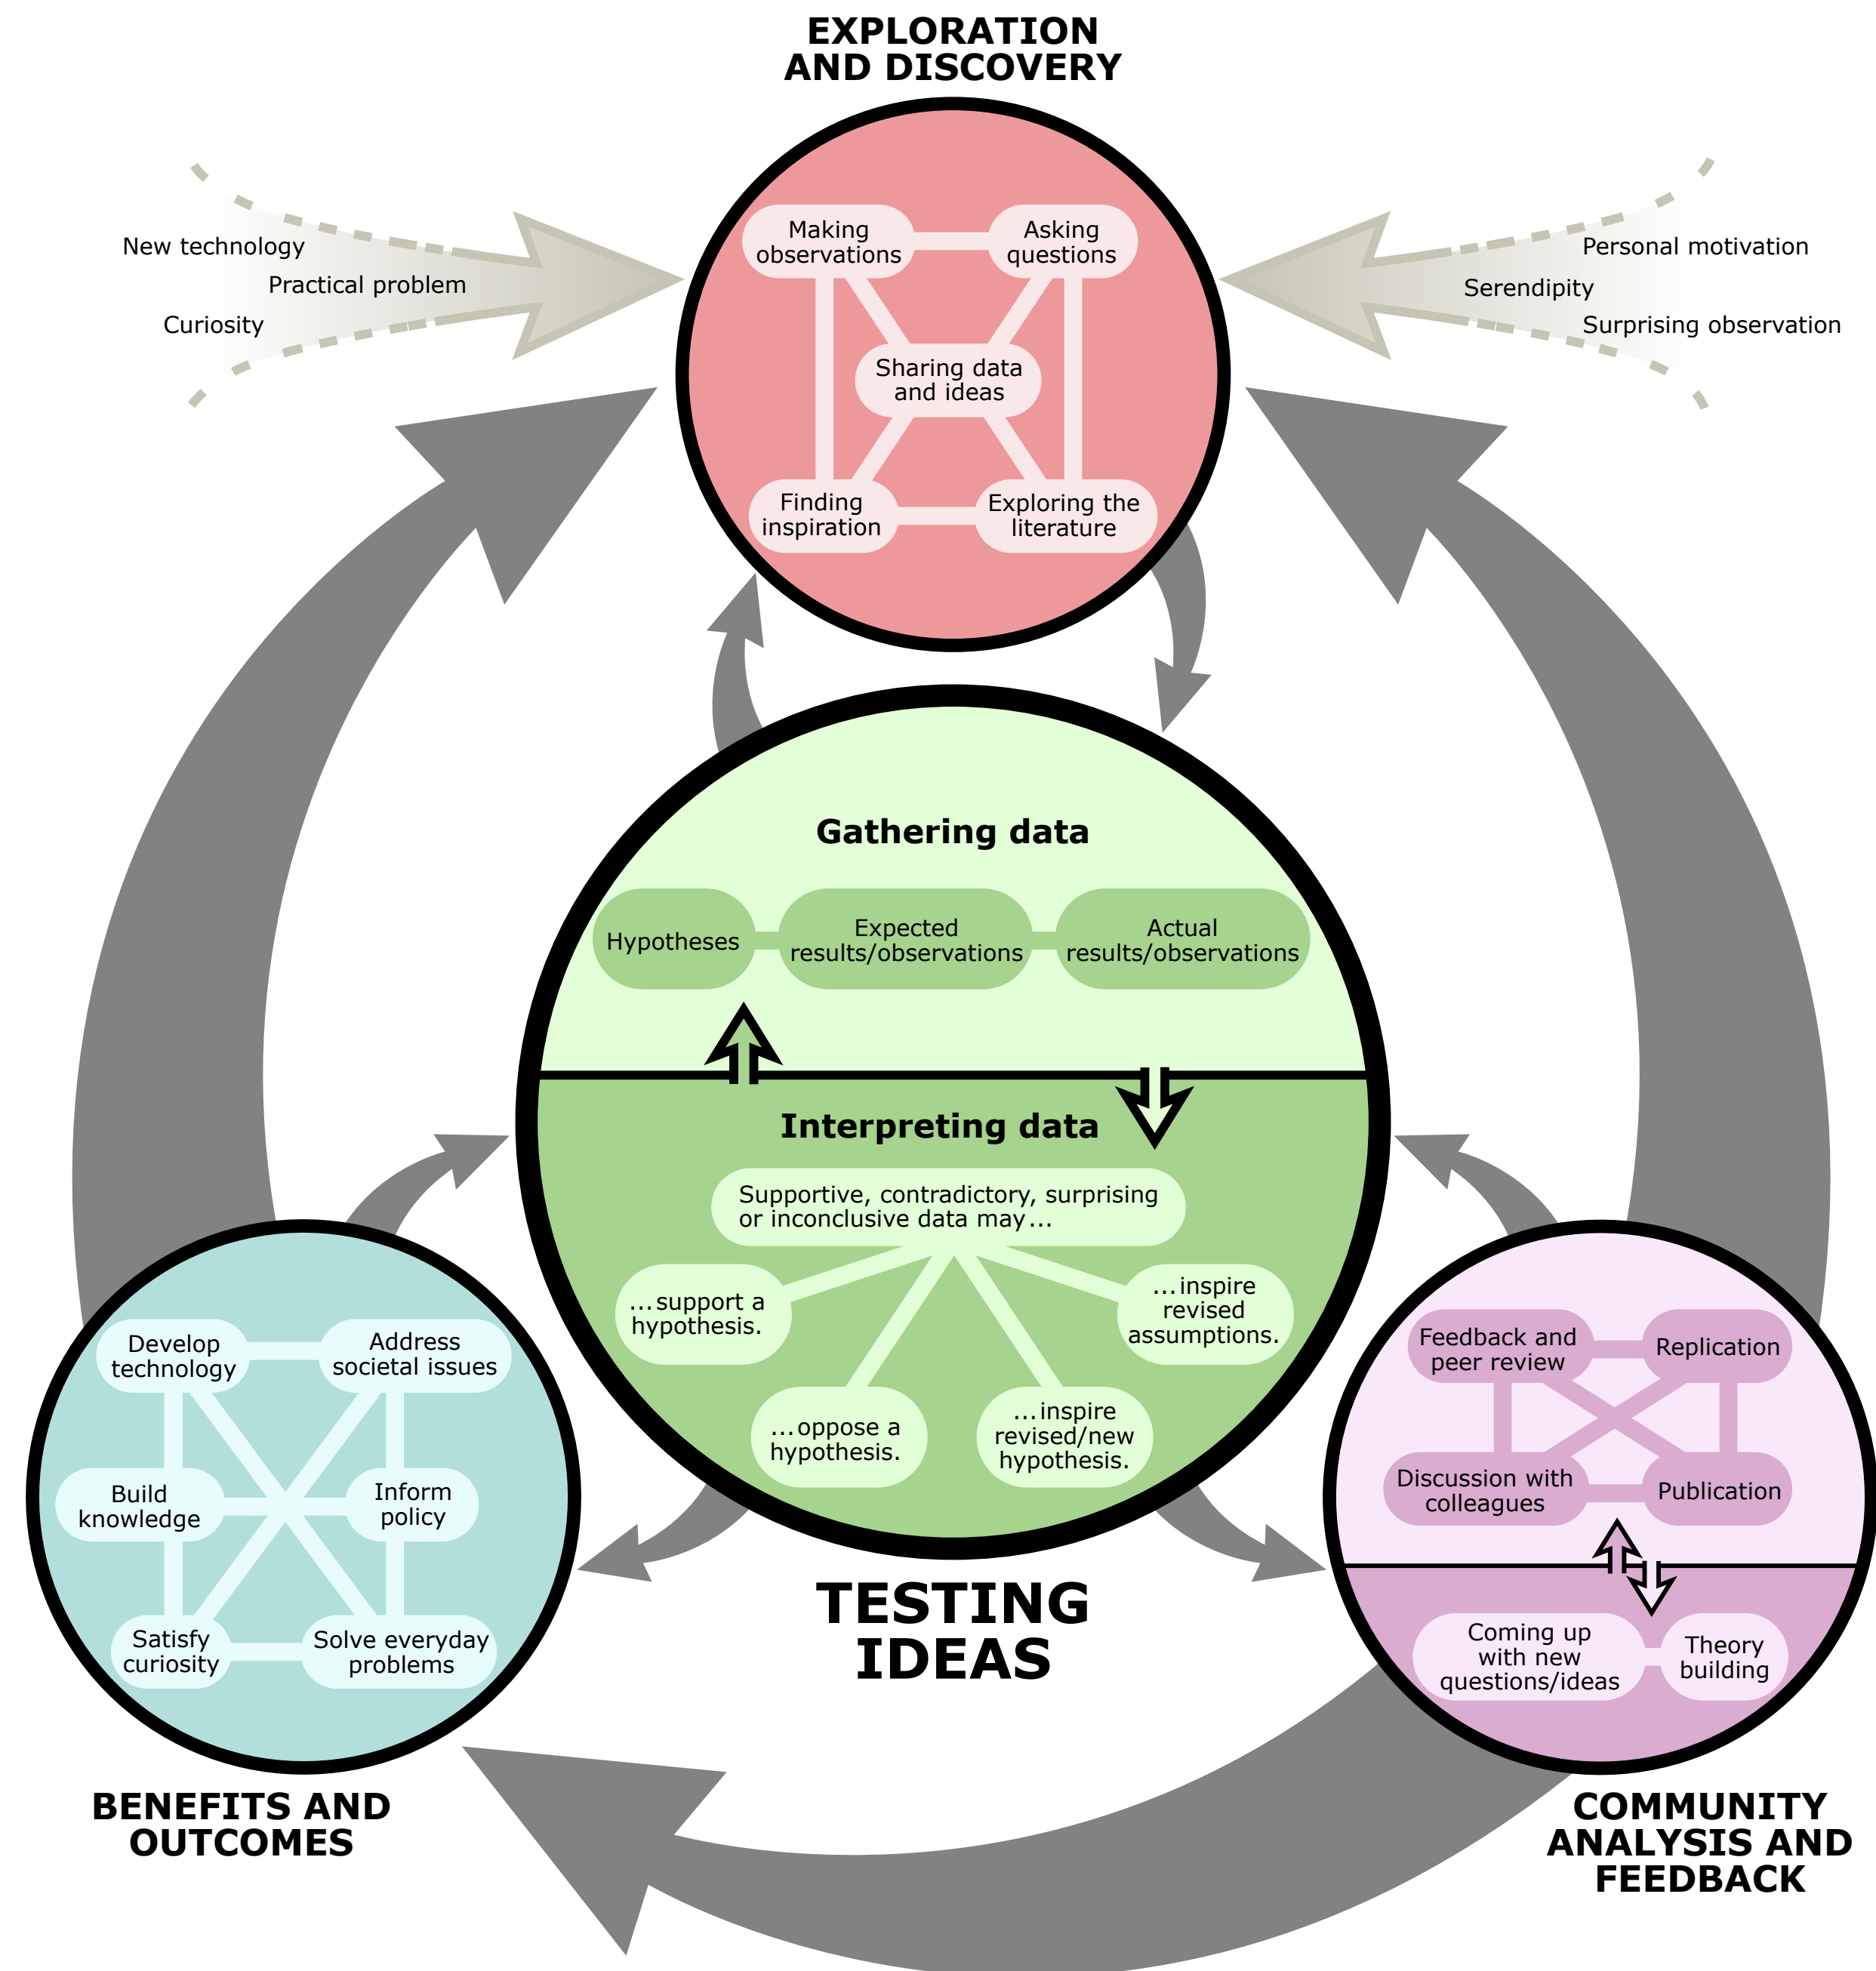 EXPLORATION
AND DISCOVERY
New technology
Practical problem
Curiosity
Personal motivation
Serendipity
Surprising observation
Making
observations
Asking
questions
Sharing data
and ideas
Finding
inspiration
Exploring the
literature
Gathering data
Hypotheses
Expected
results/observations
Actual
results/observations
Interpreting data
Supportive, contradictory, surprising
or inconclusive data may...
...support a
hypothesis.
...oppose a
hypothesis.
...inspire
revised/new
hypothesis.
...inspire
revised
assumptions.
TESTING
IDEAS
Develop
technology
Address
societal issues
Build
knowledge
Inform
policy
Satisfy
curiosity
Solve everyday
problems
BENEFITS AND
OUTCOMES
Feedback and
peer review
Replication
Discussion with
colleagues
Publication
Coming up
with new
questions/ideas
Theory
building
COMMUNITY
ANALYSIS AND
FEEDBACK